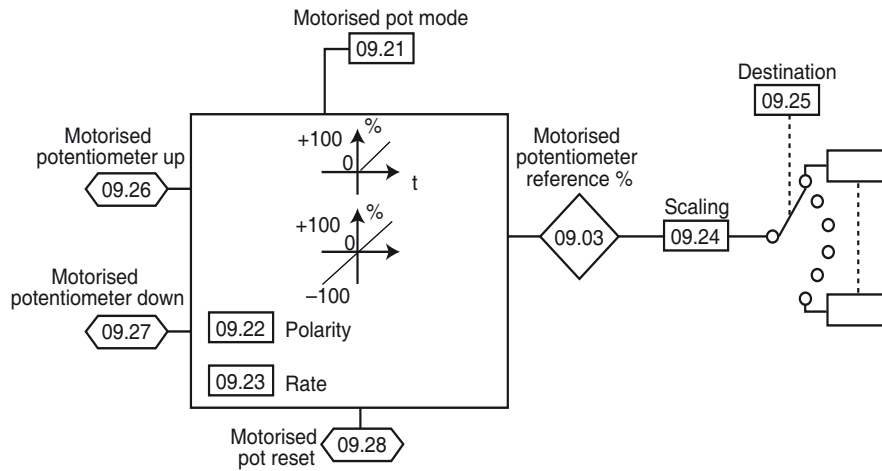 Motorised pot mode
09.21
Destination
09.25
Motorised
potentiometer up
09.26
+100 %
0
t
Motorised
potentiometer
reference %
09.03
Scaling
09.24
+100 %
0
–100
Motorised
potentiometer down
09.27
09.22 Polarity
09.23 Rate
Motorised
pot reset
09.28